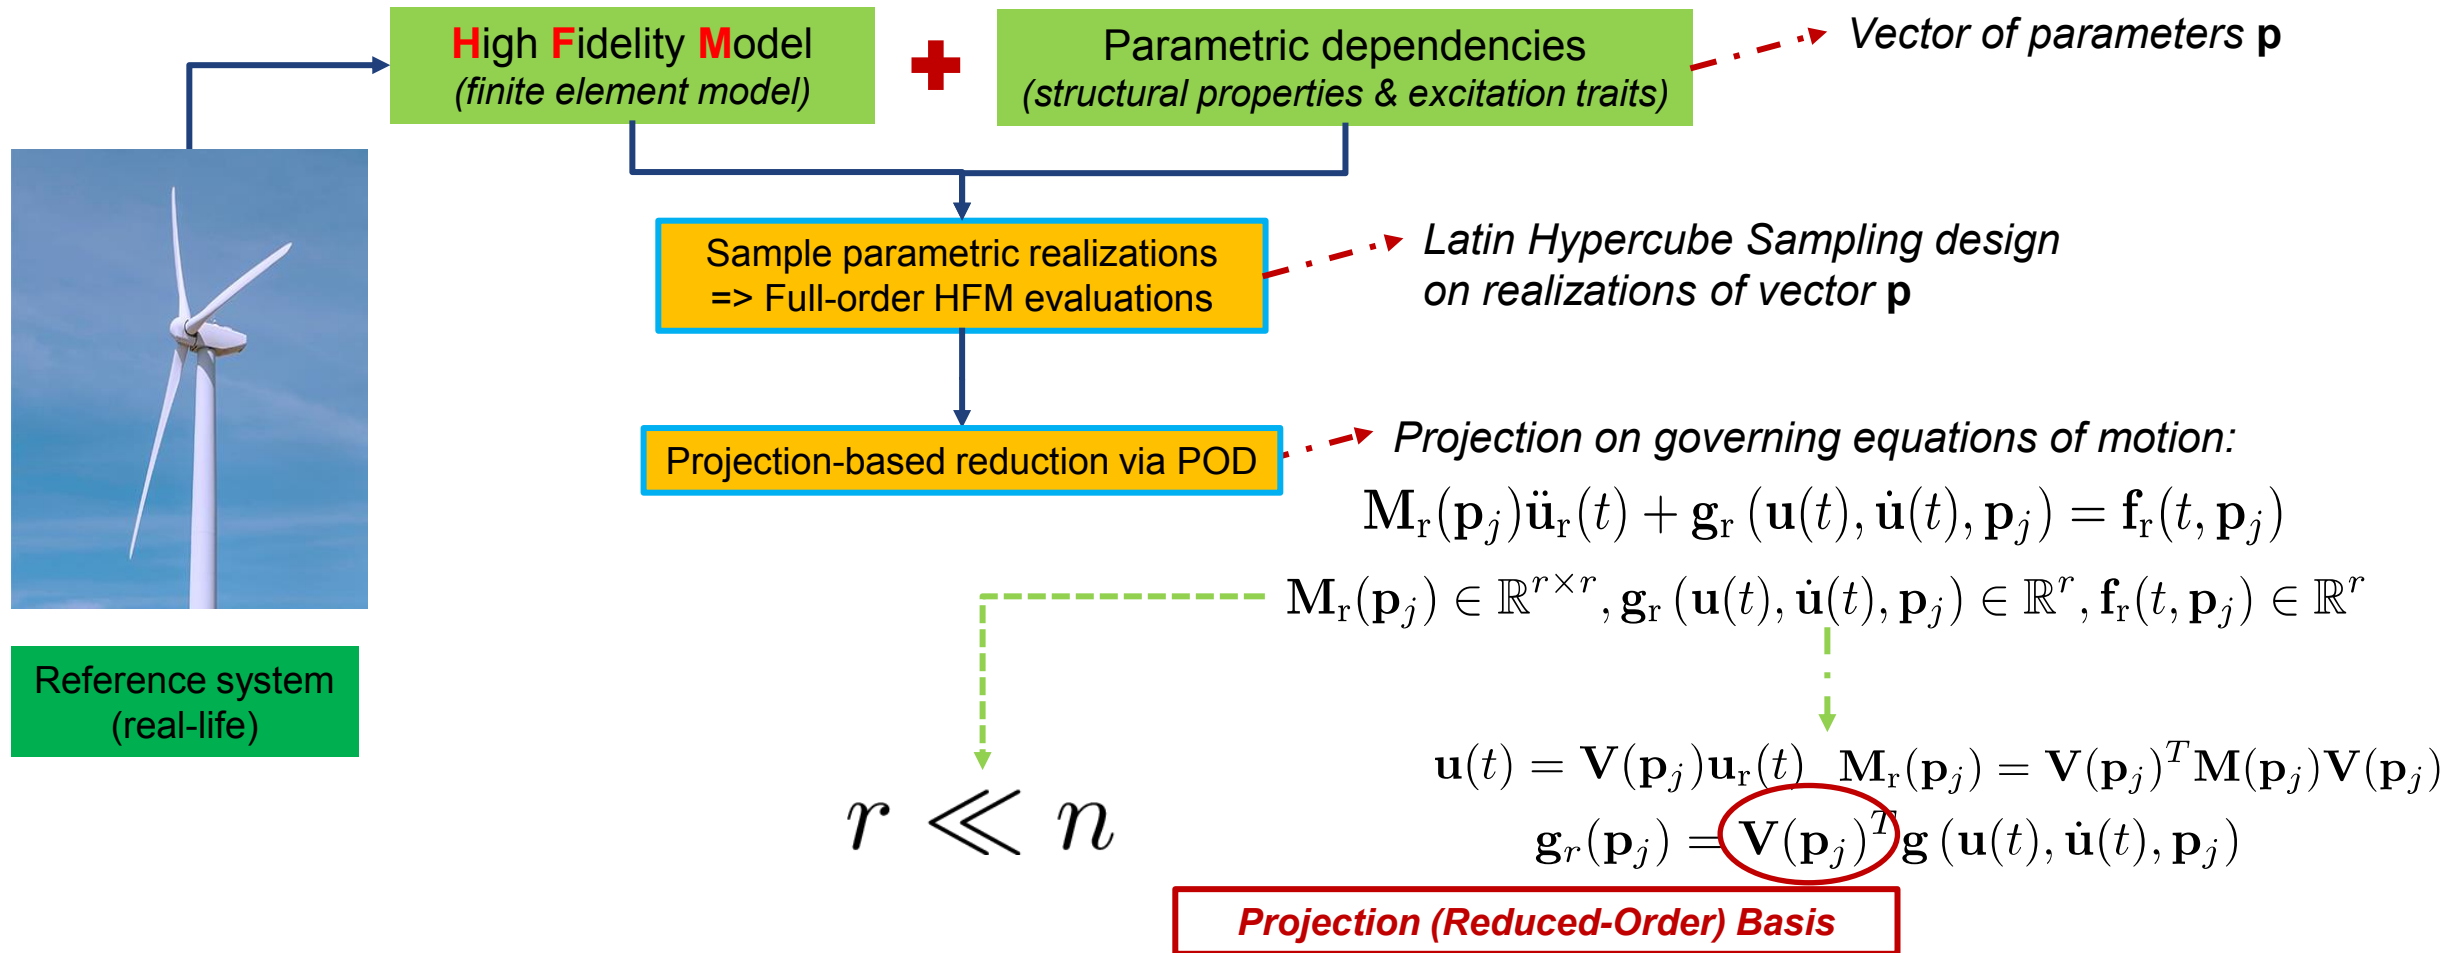 High Fidelity Model
(finite element model)
Parametric dependencies
(structural properties & excitation traits)
Vector of parameters p
Sample parametric realizations
=> Full-order HFM evaluations
Latin Hypercube Sampling design
on realizations of vector p
Projection-based reduction via POD
Projection on governing equations of motion:
M_r(p_j)ü_r(t) + g_r (u(t), u̇(t), p_j) = f_r(t, p_j)
M_r(p_j) ∈ ℝ^{r×r}, g_r (u(t), u̇(t), p_j) ∈ ℝ^r, f_r(t, p_j) ∈ ℝ^r
Reference system
(real-life)
r ≪ n
u(t) = V(p_j)u_r(t) M_r(p_j) = V(p_j)^T M(p_j)V(p_j)
g_r(p_j) = V(p_j)^T g (u(t), u̇(t), p_j)
Projection (Reduced-Order) Basis